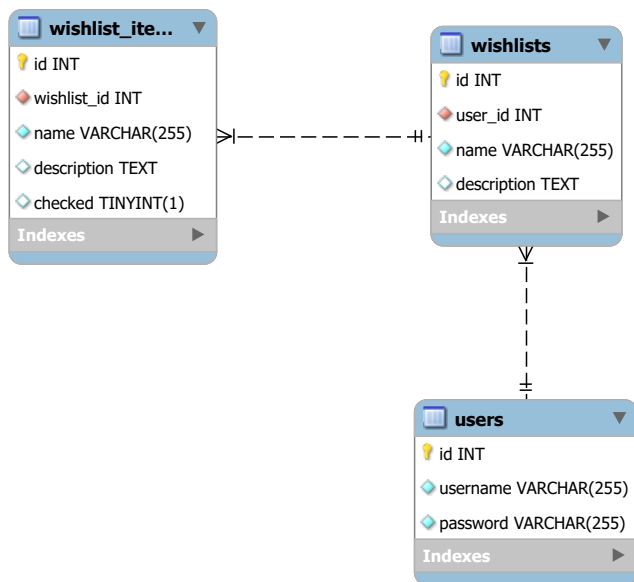 wishlist_ite...
id INT
wishlist_id INT
name VARCHAR(255)
description TEXT
checked TINYINT(1)
Indexes
wishlists
id INT
user_id INT
name VARCHAR(255)
description TEXT
Indexes
users
id INT
username VARCHAR(255)
password VARCHAR(255)
Indexes